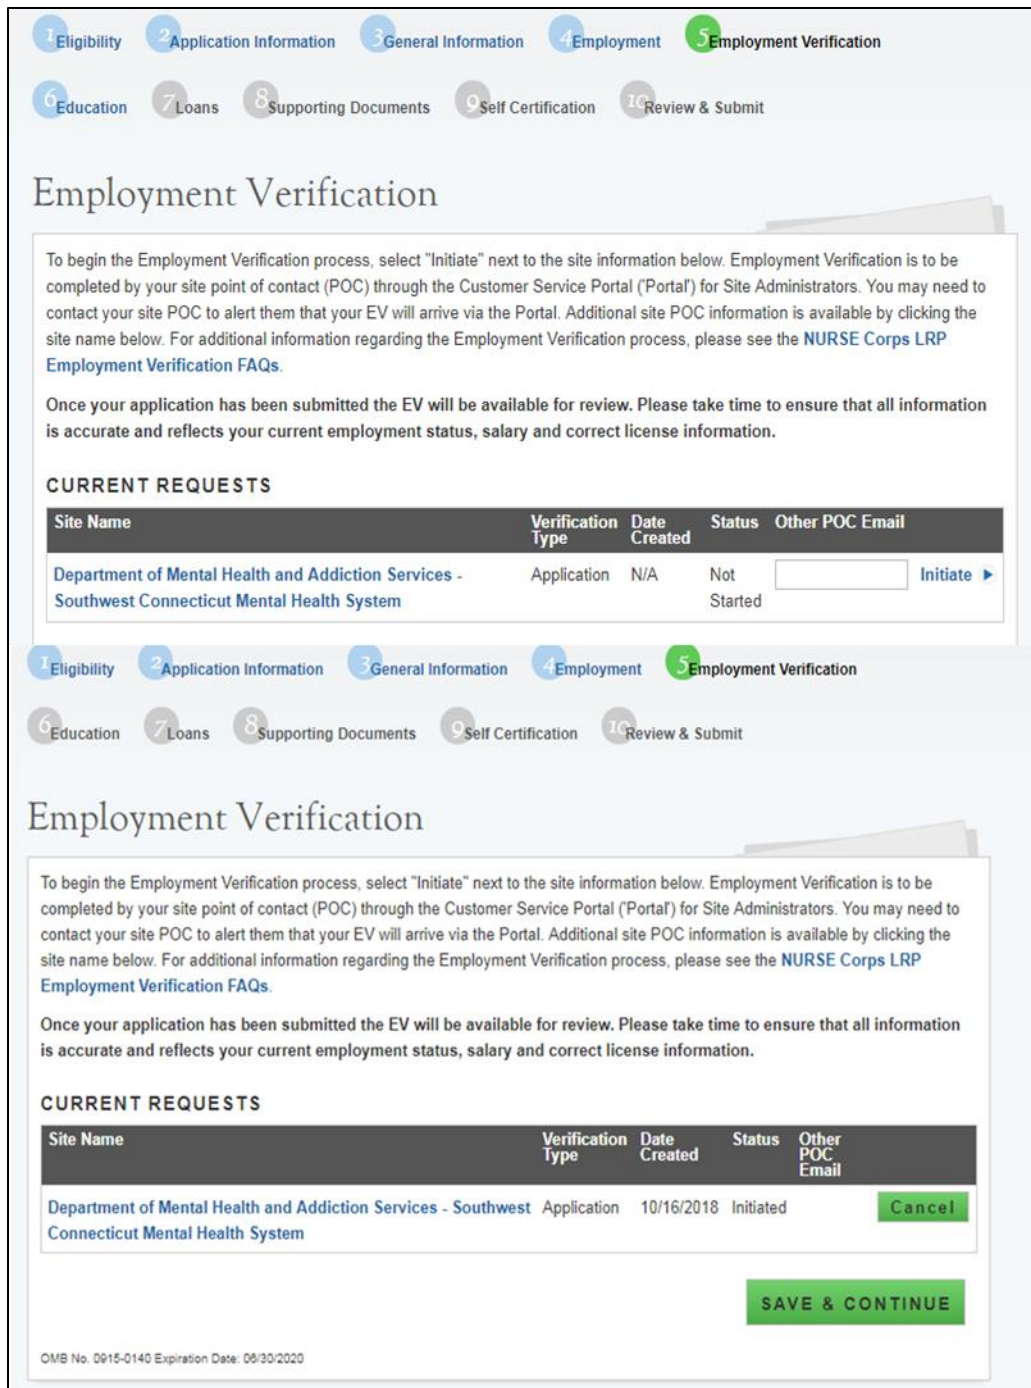 1 Eligibility 2 Application Information 3 General Information 4 Employment 5 Employment Verification
6 Education 7 Loans 8 Supporting Documents 9 Self Certification 10 Review & Submit
Employment Verification
To begin the Employment Verification process, select "Initiate" next to the site information below. Employment Verification is to be
completed by your site point of contact (POC) through the Customer Service Portal ('Portal') for Site Administrators. You may need to
contact your site POC to alert them that your EV will arrive via the Portal. Additional site POC information is available by clicking the
site name below. For additional information regarding the Employment Verification process, please see the NURSE Corps LRP
Employment Verification FAQs.
Once your application has been submitted the EV will be available for review. Please take time to ensure that all information
is accurate and reflects your current employment status, salary and correct license information.
CURRENT REQUESTS
Site Name Verification Date Status Other POC Email
Type Created
Department of Mental Health and Addiction Services - Application N/A Not Initiate
Southwest Connecticut Mental Health System Started
1 Eligibility 2 Application Information 3 General Information 4 Employment 5 Employment Verification
6 Education 7 Loans 8 Supporting Documents 9 Self Certification 10 Review & Submit
Employment Verification
To begin the Employment Verification process, select "Initiate" next to the site information below. Employment Verification is to be
completed by your site point of contact (POC) through the Customer Service Portal ('Portal') for Site Administrators. You may need to
contact your site POC to alert them that your EV will arrive via the Portal. Additional site POC information is available by clicking the
site name below. For additional information regarding the Employment Verification process, please see the NURSE Corps LRP
Employment Verification FAQs.
Once your application has been submitted the EV will be available for review. Please take time to ensure that all information
is accurate and reflects your current employment status, salary and correct license information.
CURRENT REQUESTS
Site Name Verification Date Status Other
Type Created POC
Email
Department of Mental Health and Addiction Services - Southwest Application 10/16/2018 Initiated Cancel
Connecticut Mental Health System
SAVE & CONTINUE
OMB No. 0915-0140 Expiration Date: 06/30/2020